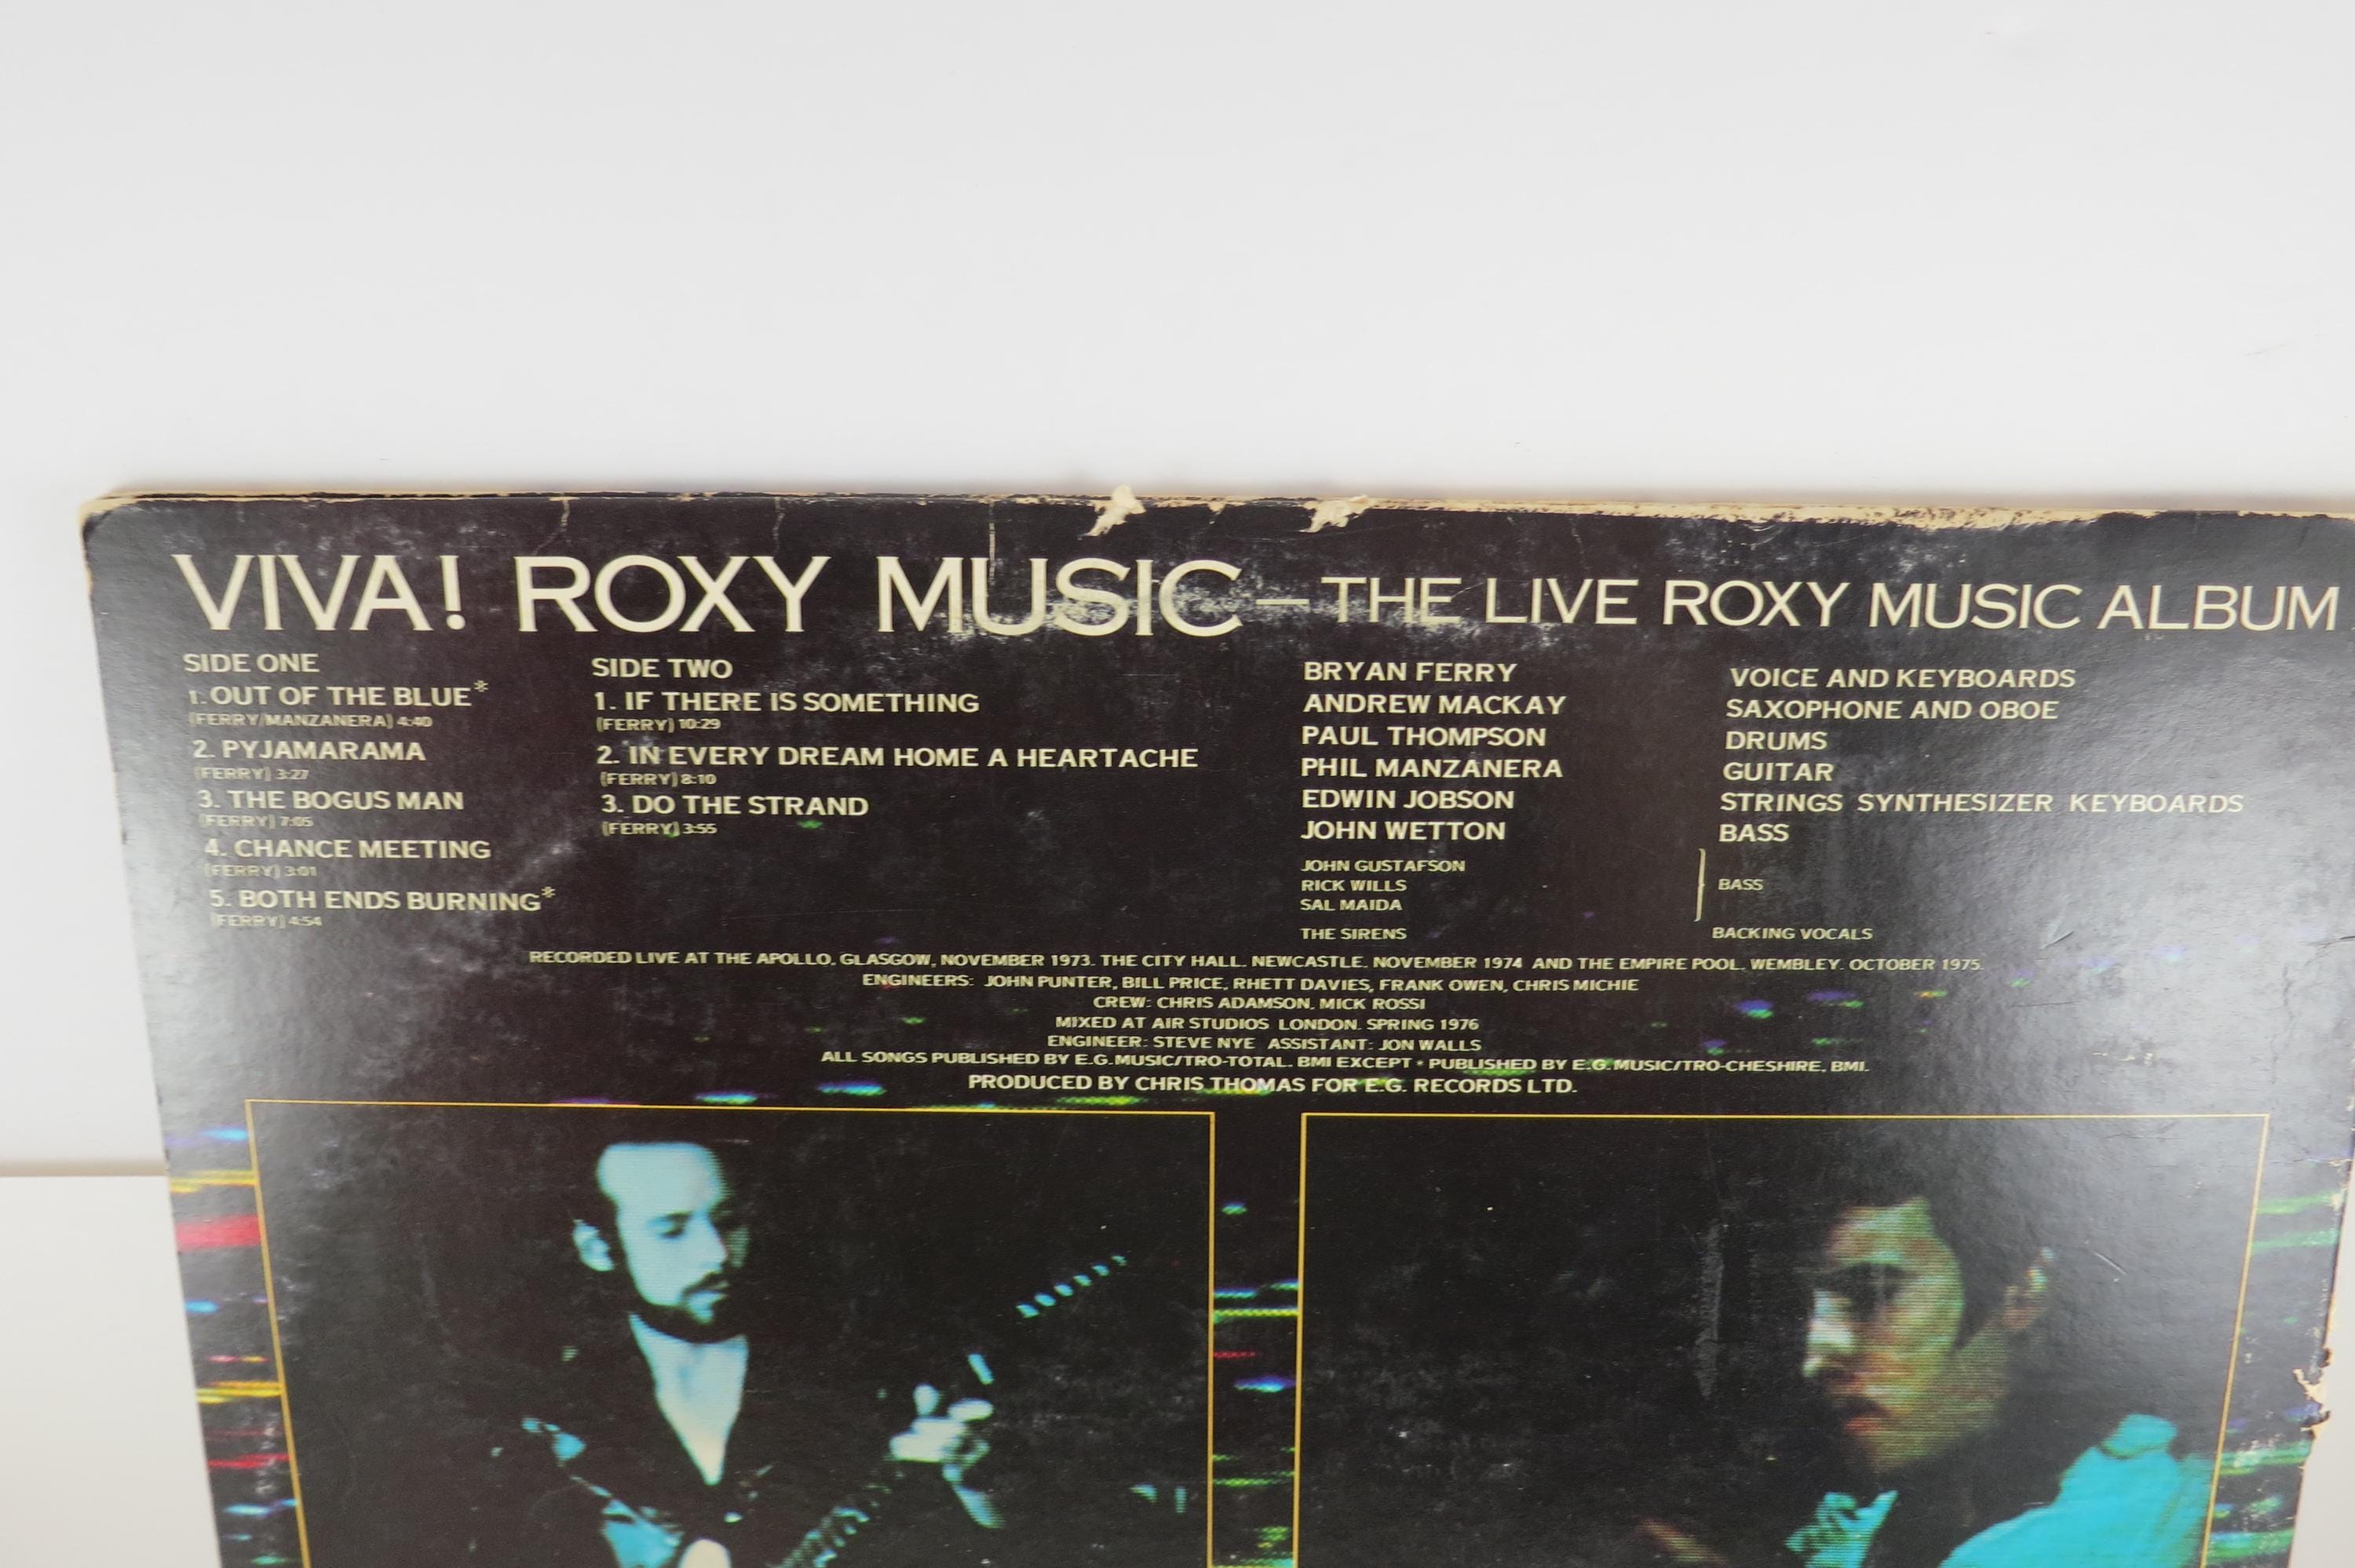 VIVA! ROXY MUSIC – THE LIVE ROXY MUSIC ALBUM
SIDE ONE
1. OUT OF THE BLUE*
(FERRY/MANZANERA) 4:40
2. PYJAMARAMA
(FERRY) 3:27
3. THE BOGUS MAN
(FERRY) 7:05
4. CHANCE MEETING
(FERRY) 3:01
5. BOTH ENDS BURNING*
(FERRY) 4:54
SIDE TWO
1. IF THERE IS SOMETHING
(FERRY) 10:29
2. IN EVERY DREAM HOME A HEARTACHE
(FERRY) 8:10
3. DO THE STRAND
(FERRY) 3:55
BRYAN FERRY VOICE AND KEYBOARDS
ANDREW MACKAY SAXOPHONE AND OBOE
PAUL THOMPSON DRUMS
PHIL MANZANERA GUITAR
EDWIN JOBSON STRINGS SYNTHESIZER KEYBOARDS
JOHN WETTON BASS
JOHN GUSTAFSON
RICK WILLS BASS
SAL MAIDA
THE SIRENS BACKING VOCALS
RECORDED LIVE AT THE APOLLO, GLASGOW, NOVEMBER 1973. THE CITY HALL. NEWCASTLE. NOVEMBER 1974 AND THE EMPIRE POOL. WEMBLEY. OCTOBER 1975.
ENGINEERS: JOHN PUNTER, BILL PRICE, RHETT DAVIES, FRANK OWEN, CHRIS MICHIE
CREW: CHRIS ADAMSON, MICK ROSSI
MIXED AT AIR STUDIOS LONDON. SPRING 1976
ENGINEER: STEVE NYE ASSISTANT: JON WALLS
ALL SONGS PUBLISHED BY E.G. MUSIC/TRO-TOTAL. BMI EXCEPT * PUBLISHED BY E.G. MUSIC/TRO-CHESHIRE, BMI.
PRODUCED BY CHRIS THOMAS FOR E.G. RECORDS LTD.